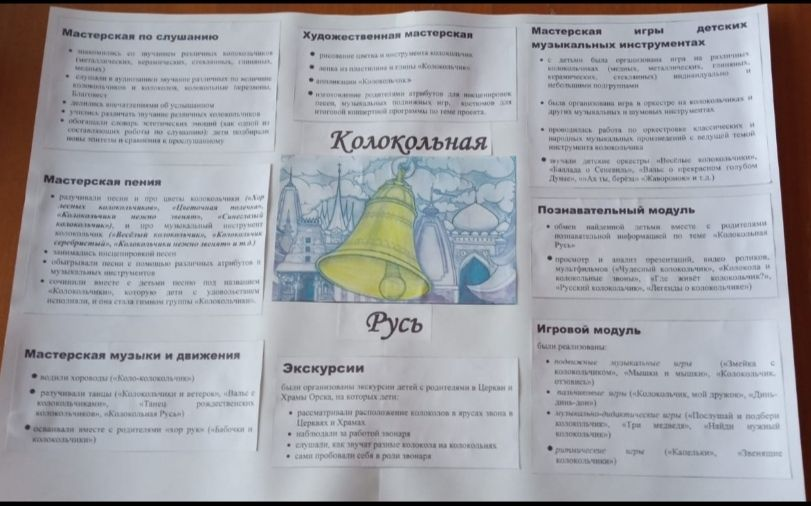 Мастерская по слушанию
• знакомились со звучанием различных колокольчиков
(металлических, керамических, стеклянных, глиняных,
медных)
• слушали в аудиозаписи звучание различных по величине
колокольчиков и колоколов, колокольные перезвоны,
Благовест
• делились впечатлениями об услышанном
• учились различать звучание различных колокольчиков
• обогащали словарь эстетических эмоций (как один из
составляющих работы по слушанию): дети подбирали
новы эпитеты и сравнения к прослушанному
Мастерская пения
• разучивали песни и про цветы колокольчики («Хор
лесных колокольчиков», «Цветочная полечка»,
«Колокольчики нежно звенят», «Синеглазый
колокольчик»), и про музыкальный инструмент
колокольчик («Весёлый колокольчик», «Колокольчик
серебристый», «Колокольчики нежно звенят» и т.д.)
• занимались инсценировкой песен
• обыгрывали песни с помощью различных атрибутов и
музыкальных инструментов
• сочинили вместе с детьми песню под названием
«Колокольчики», которую дети с удовольствием
исполняли, и она стала гимном группы «Колокольчики».
Мастерская музыки и движения
• водили хороводы («Коло-колокольчик»)
• разучивали танцы («Колокольчики и ветерок», «Вальс с
колокольчиками», «Танец рождественских
колокольчиков», «Колокольная Русь»)
• осваивали вместе с родителями «хор рук» («Бабочки и
колокольчики»)
Художественная мастерская
• рисование цветка и инструмента колокольчик
• лепка из пластилина и глины «Колокольчик»
• аппликация «Колокольчик»
• изготовление родителями атрибутов для инсценировок
песен, музыкальных подвижных игр, костюмов для
итоговой концертной программы по теме проекта.
Колокольная
Русь
Экскурсии
были организованы экскурсии детей с родителями в Церкви и
Храмы Орска, на которых дети:
• рассматривали расположение колоколов в ярусах звона в
Церквах и Храмах
• наблюдали за работой звонаря
• слушали, как звучат разные колокола на колокольнях
• сами пробовали себя в роли звонаря
Мастерская игры детских
музыкальных инструментах
• с детьми была организована игра на различных
колокольчиках (медных, металлических, глиняных,
керамических, стеклянных) индивидуально и
небольшими подгруппами
• была организована игра в оркестре на колокольчиках и
других музыкальных и шумовых инструментах
• проводилась работа по оркестровке классических и
народных музыкальных произведений с ведущей темой
инструмента колокольчика
• звучали детские оркестры «Весёлые колокольчики»,
«Баллада о Сеневиль», «Вальс о прекрасном голубом
Дунае», «Ах ты, берёза» «Жаворонок» и т.д.)
Познавательный модуль
• обмен найденной детьми вместе с родителями
познавательной информацией по теме «Колокольная
Русь»
• просмотр и анализ презентаций, видео роликов,
мультфильмов («Чудесный колокольчик», «Колокола и
колокольные звоны», «Где живёт колокольчик?»,
«Русский колокольчик», «Легенды о колокольчике»)
Игровой модуль
были реализованы:
• подвижные музыкальные игры («Змейка с
колокольчиком», «Мышки и мышки», «Колокольчик,
отзовись»)
• пальчиковые игры («Колокольчик, мой дружок», «Динь-
динь-дон»)
• музыкально-дидактические игры («Послушай и подбери
колокольчик», «Три медведя», «Найди нужный
колокольчик»)
• ритмические игры («Капельки», «Звенящие
колокольчики»)